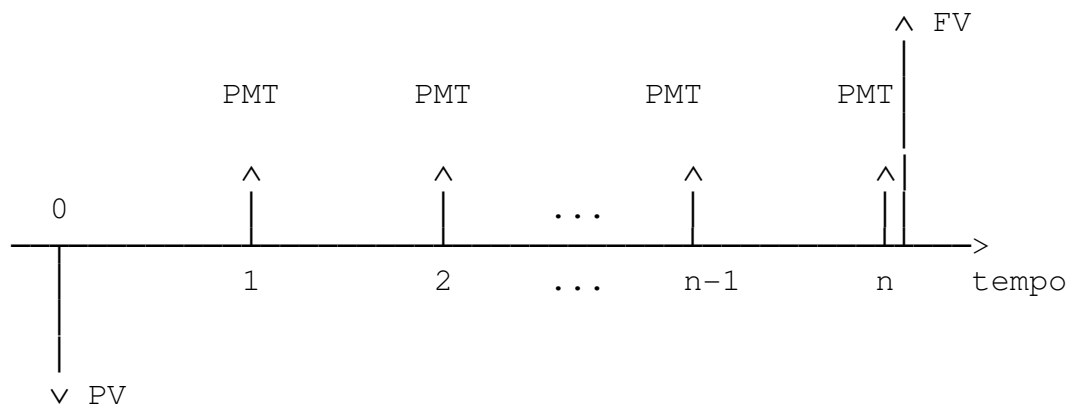 FV
PMT PMT PMT PMT
0 ...
1 2 ... n-1 n tempo
PV